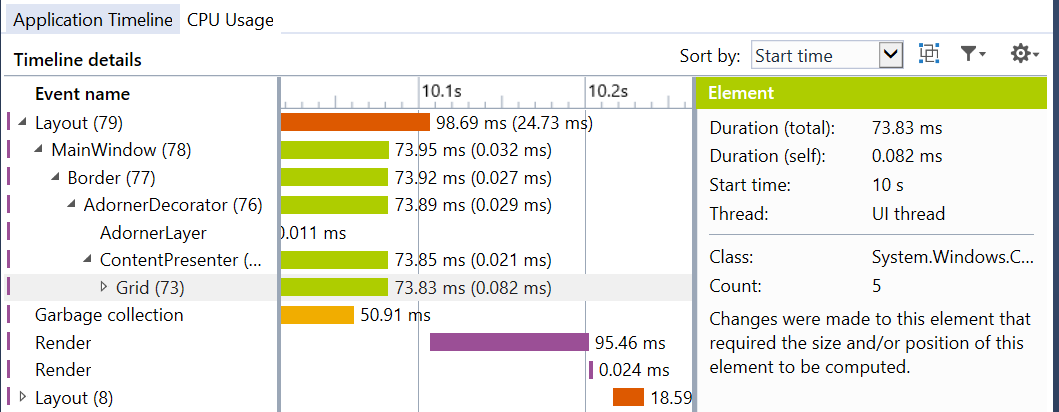 Application Timeline CPU Usage
Timeline details Sort by: Start time
Event name 10.1s 10.2s Element
Layout (79) 98.69 ms (24.73 ms) Duration (total): 73.83 ms
MainWindow (78) 73.95 ms (0.032 ms) Duration (self): 0.082 ms
Border (77) 73.92 ms (0.027 ms) Start time: 10 s
AdornerDecorator (76) 73.89 ms (0.029 ms) Thread: UI thread
AdornerLayer 0.011 ms
ContentPresenter (... 73.85 ms (0.021 ms) Class: System.Windows.C...
Grid (73) 73.83 ms (0.082 ms) Count: 5
Garbage collection 50.91 ms Changes were made to this element that
Render 95.46 ms required the size and/or position of this
Render 0.024 ms element to be computed.
Layout (8) 18.59